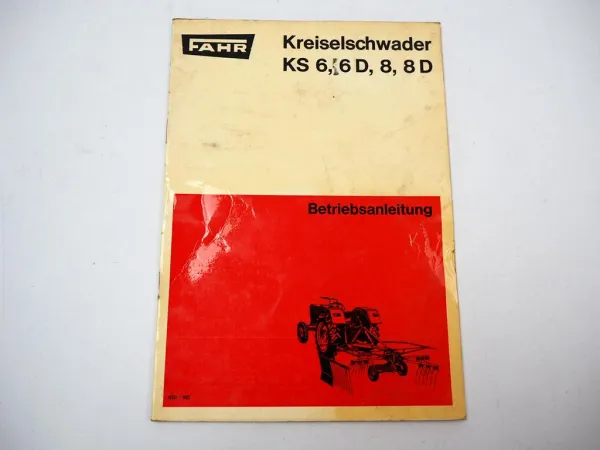 FAHR
Kreiselschwader
KS 6, 6 D, 8, 8 D
Betriebsanleitung